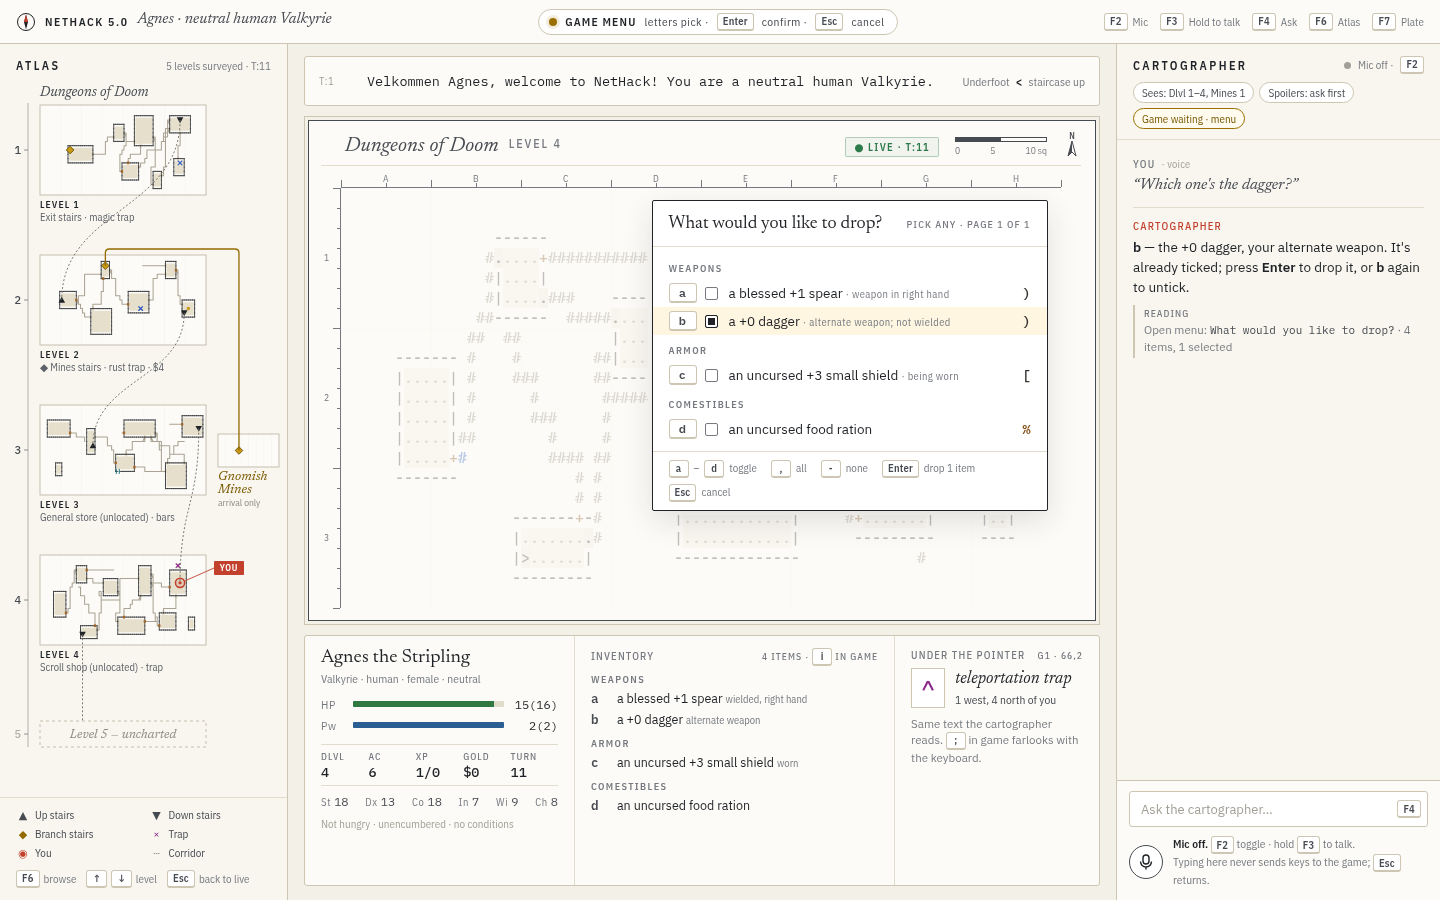 NETHACK 5.0 Agnes · neutral human Valkyrie
GAME MENU letters pick · Enter confirm · Esc cancel
F2 Mic F3 Hold to talk F4 Ask F6 Atlas F7 Plate
ATLAS 5 levels surveyed · T:11
Dungeons of Doom
1
LEVEL 1
Exit stairs · magic trap
2
LEVEL 2
◆ Mines stairs · rust trap · $4
3
Gnomish
Mines
arrival only
LEVEL 3
General store (unlocated) · bars
YOU
4
LEVEL 4
Scroll shop (unlocated) · trap
5 Level 5 – uncharted
▲ Up stairs ▼ Down stairs
◆ Branch stairs × Trap
You Corridor
F6 browse ↑ ↓ level Esc back to live
T:1 Velkommen Agnes, welcome to NetHack! You are a neutral human Valkyrie. Underfoot < staircase up
Dungeons of Doom LEVEL 4
LIVE · T:11
0 5 10 sq
N
A B C D E F G H
1
2
3
What would you like to drop? PICK ANY · PAGE 1 OF 1
WEAPONS
a a blessed +1 spear · weapon in right hand )
b a +0 dagger · alternate weapon; not wielded )
ARMOR
c an uncursed +3 small shield · being worn [
COMESTIBLES
d an uncursed food ration %
a – d toggle , all - none Enter drop 1 item
Esc cancel
Agnes the Stripling
Valkyrie · human · female · neutral
HP 15(16)
Pw 2(2)
DLVL AC XP GOLD TURN
4 6 1/0 $0 11
St 18 Dx 13 Co 18 In 7 Wi 9 Ch 8
Not hungry · unencumbered · no conditions
INVENTORY 4 ITEMS · i IN GAME
WEAPONS
a a blessed +1 spear wielded, right hand
b a +0 dagger alternate weapon
ARMOR
c an uncursed +3 small shield worn
COMESTIBLES
d an uncursed food ration
UNDER THE POINTER G1 · 66,2
^ teleportation trap
1 west, 4 north of you
Same text the cartographer
reads. ; in game farlooks with
the keyboard.
CARTOGRAPHER Mic off · F2
Sees: Dlvl 1–4, Mines 1 Spoilers: ask first
Game waiting · menu
YOU · voice
“Which one's the dagger?”
CARTOGRAPHER
b — the +0 dagger, your alternate weapon. It's
already ticked; press Enter to drop it, or b again
to untick.
READING
Open menu: What would you like to drop? · 4
items, 1 selected
Ask the cartographer... F4
Mic off. F2 toggle · hold F3 to talk.
Typing here never sends keys to the game; Esc
returns.